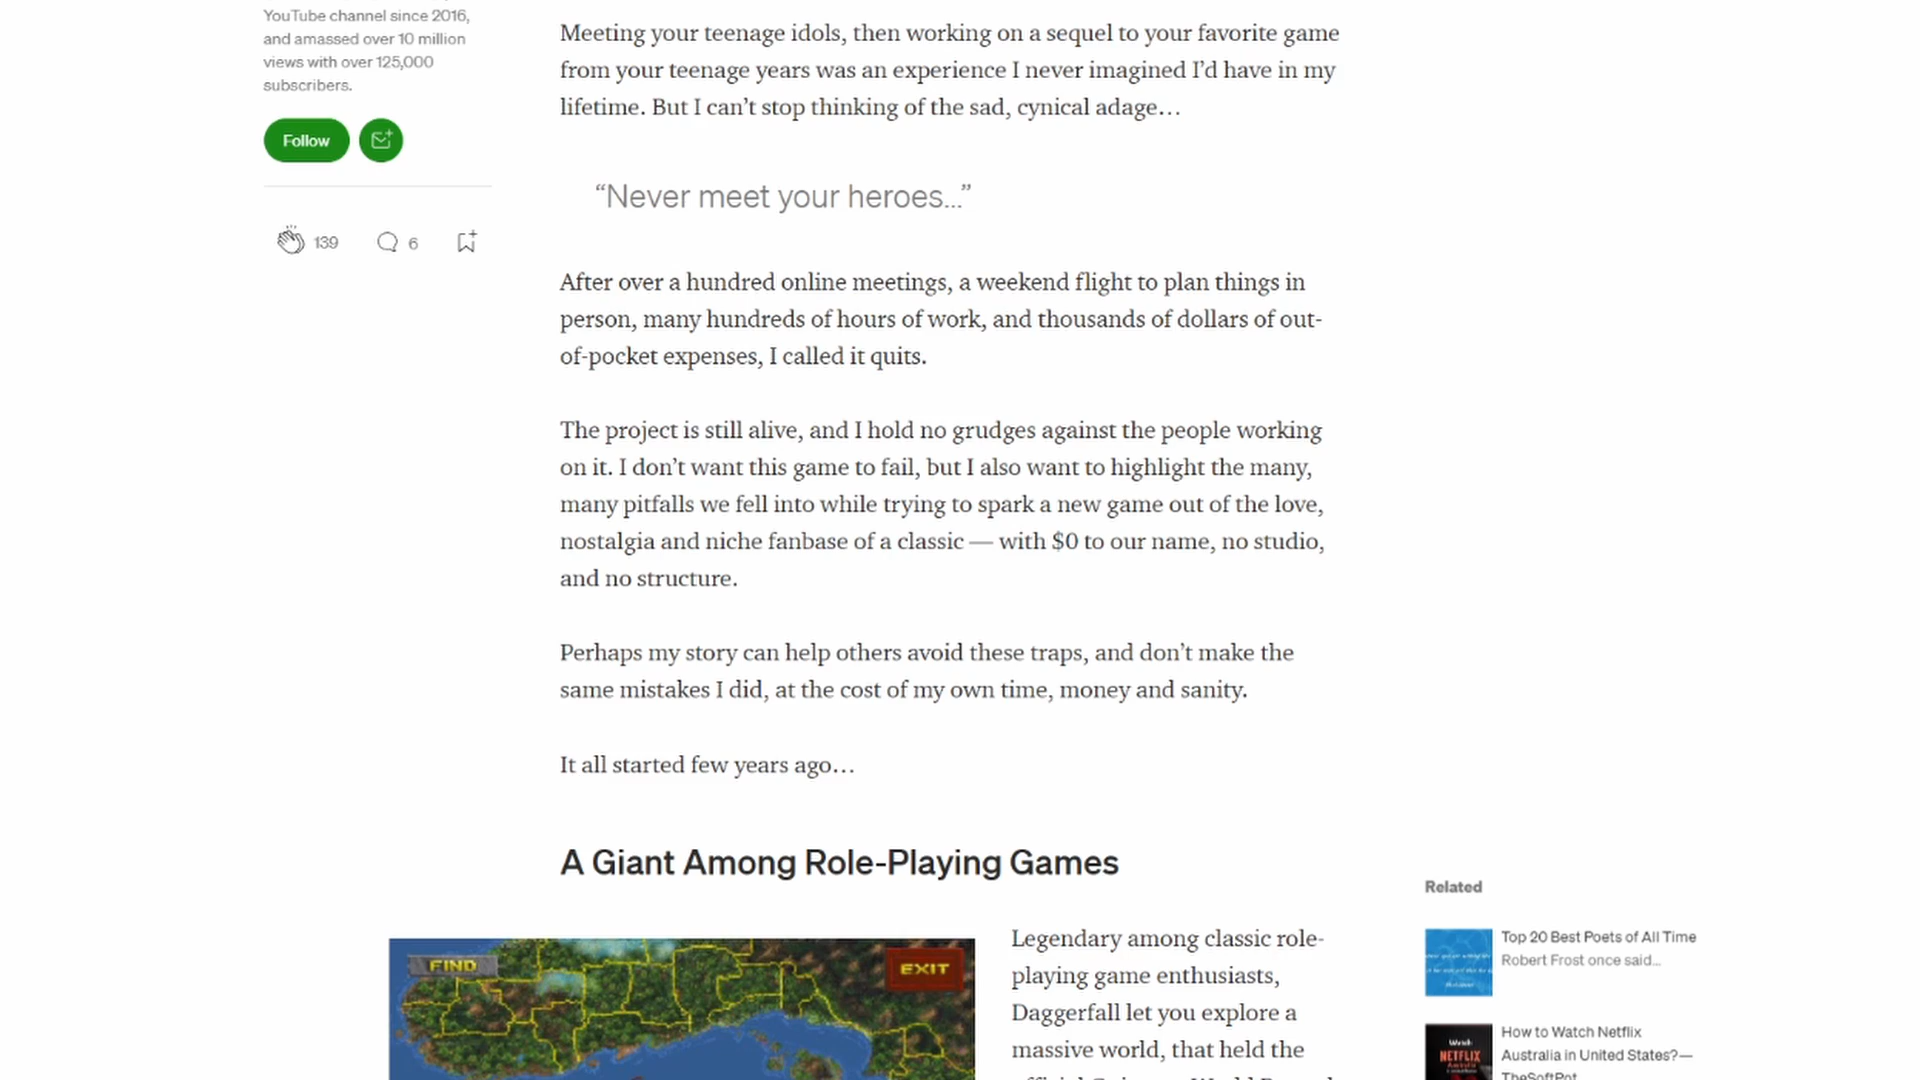 YouTube channel since 2016,
and amassed over 10 million
views with over 125,000
subscribers.
Follow
139
6
Meeting your teenage idols, then working on a sequel to your favorite game
from your teenage years was an experience I never imagined I’d have in my
lifetime. But I can’t stop thinking of the sad, cynical adage…
“Never meet your heroes…”
After over a hundred online meetings, a weekend flight to plan things in
person, many hundreds of hours of work, and thousands of dollars of out-
of-pocket expenses, I called it quits.
The project is still alive, and I hold no grudges against the people working
on it. I don’t want this game to fail, but I also want to highlight the many,
many pitfalls we fell into while trying to spark a new game out of the love,
nostalgia and niche fanbase of a classic — with $0 to our name, no studio,
and no structure.
Perhaps my story can help others avoid these traps, and don’t make the
same mistakes I did, at the cost of my own time, money and sanity.
It all started few years ago…
A Giant Among Role-Playing Games
FIND
EXIT
Legendary among classic role-
playing game enthusiasts,
Daggerfall let you explore a
massive world, that held the
Related
Top 20 Best Poets of All Time
Robert Frost once said…
How to Watch Netflix
Australia in United States?—
TheSoftPot
Watch
NETFLIX